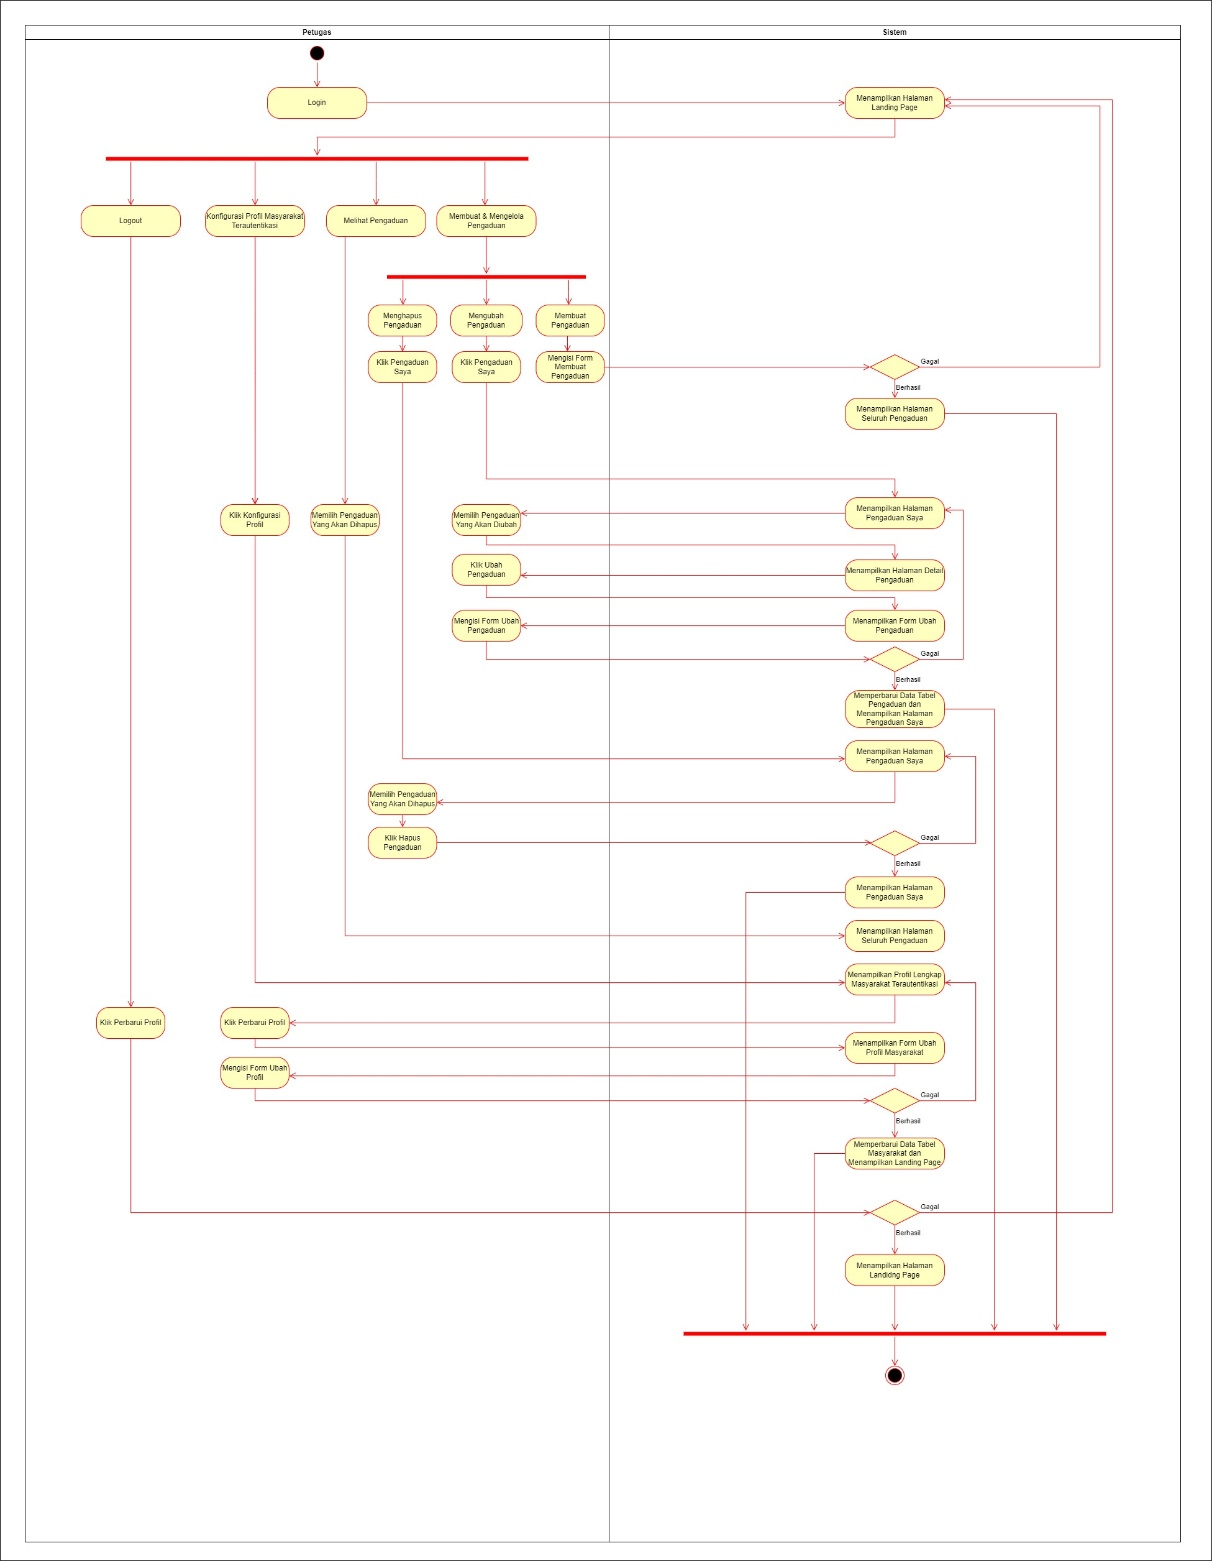 Petugas
Sistem
Login
Menampilkan Halaman
Landing Page
Logout
Konfigurasi Profil Masyarakat
Terautentikasi
Melihat Pengaduan
Membuat & Mengelola
Pengaduan
Menghapus
Pengaduan
Mengubah
Pengaduan
Membuat
Pengaduan
Klik Pengaduan
Saya
Klik Pengaduan
Saya
Mengisi Form
Membuat
Pengaduan
Gagal
Berhasil
Menampilkan Halaman
Seluruh Pengaduan
Klik Konfigurasi
Profil
Memilih Pengaduan
Yang Akan Dihapus
Memilih Pengaduan
Yang Akan Diubah
Menampilkan Halaman
Pengaduan Saya
Klik Ubah
Pengaduan
Menampilkan Halaman Detail
Pengaduan
Mengisi Form Ubah
Pengaduan
Menampilkan Form Ubah
Pengaduan
Gagal
Berhasil
Memperbarui Data Tabel
Pengaduan dan
Menampilkan Halaman
Pengaduan Saya
Menampilkan Halaman
Pengaduan Saya
Memilih Pengaduan
Yang Akan Dihapus
Klik Hapus
Pengaduan
Gagal
Berhasil
Menampilkan Halaman
Pengaduan Saya
Menampilkan Halaman
Seluruh Pengaduan
Menampilkan Profil Lengkap
Masyarakat Terautentikasi
Klik Perbarui Profil
Klik Perbarui Profil
Menampilkan Form Ubah
Profil Masyarakat
Mengisi Form Ubah
Profil
Gagal
Berhasil
Memperbarui Data Tabel
Masyarakat dan
Menampilkan Landing Page
Gagal
Berhasil
Menampilkan Halaman
Landidng Page